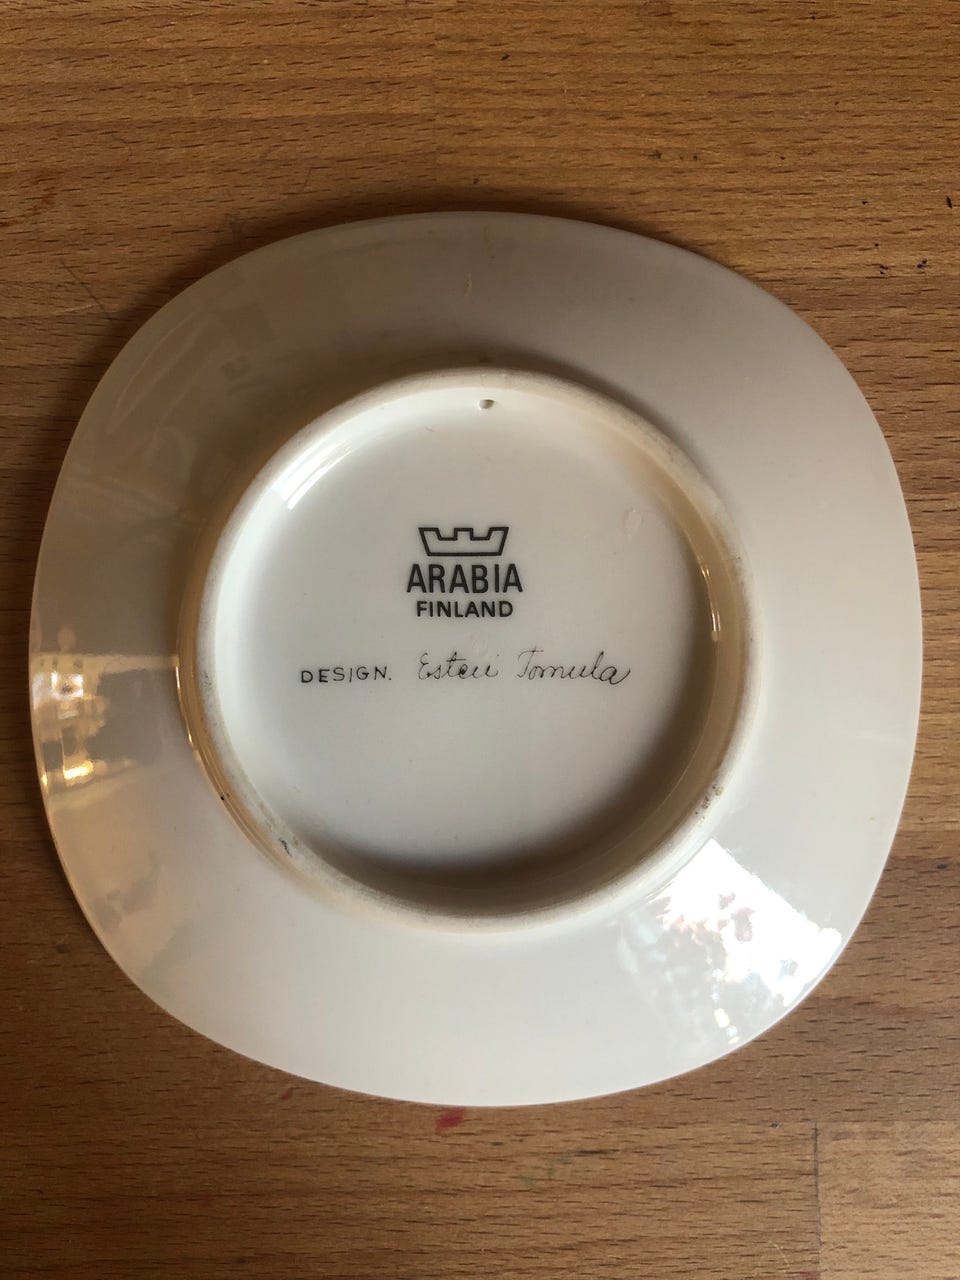 ARABIA
FINLAND
DESIGN. Esteri Tomula